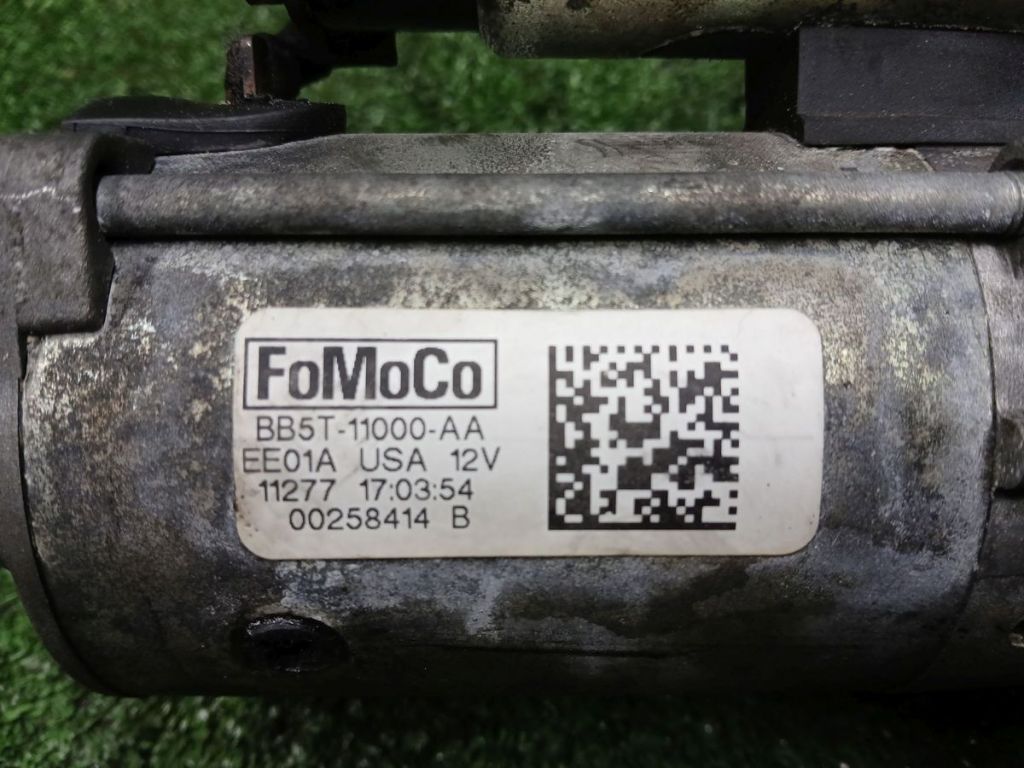 FoMoCo
BB5T-11000-AA
EE01A USA 12V
11277 17:03:54
00258414 B